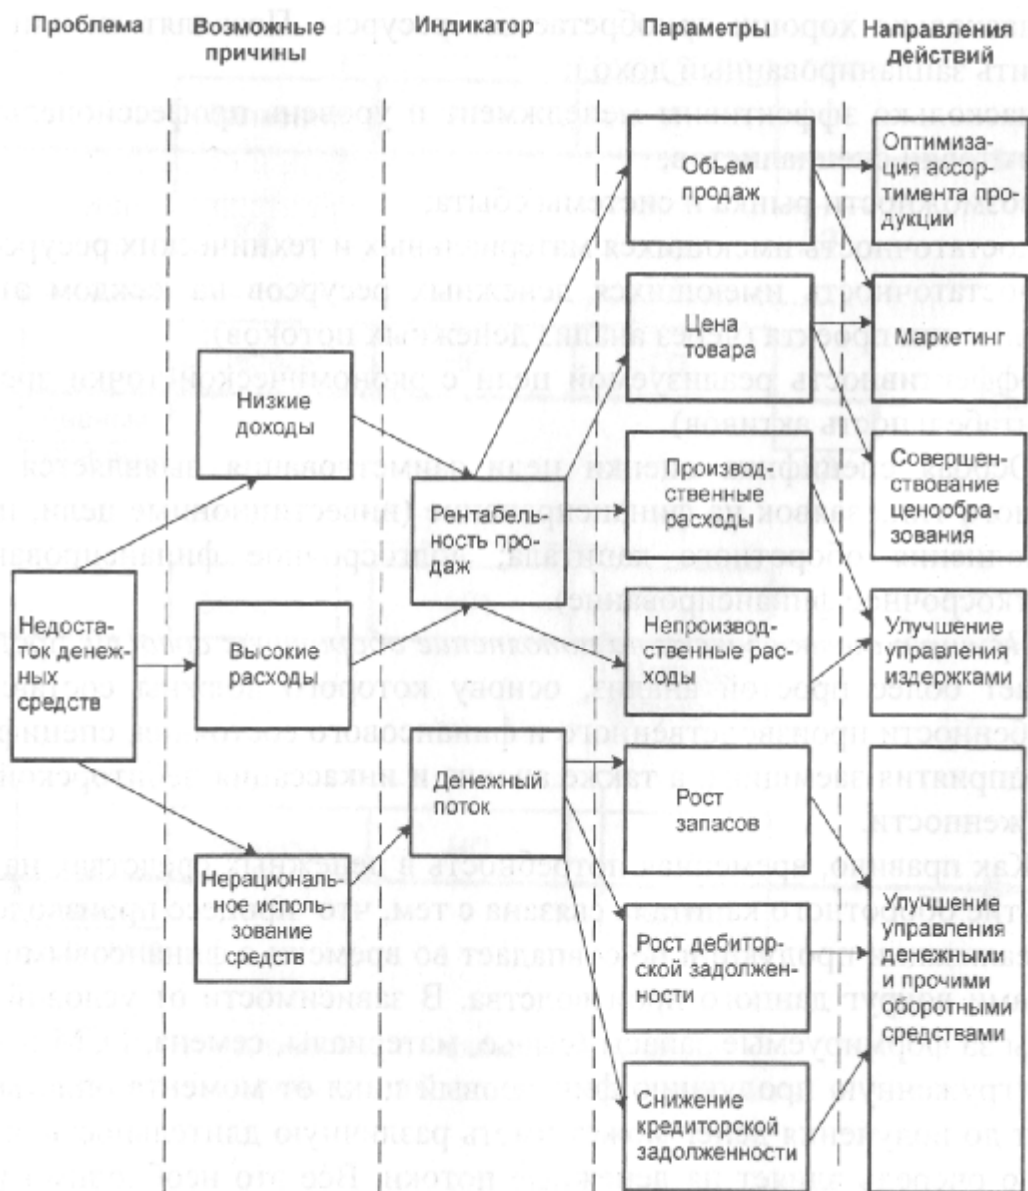 Проблема
Возможные
причины
Индикатор
Параметры
Направления
действий
Недоста-
ток денеж-
ных
средств
Низкие
доходы
Высокие
расходы
Нерациональ-
ное исполь-
зование
средств
Рентабель-
ность про-
даж
Денежный
поток
Объем
продаж
Цена
товара
Производ-
ственные
расходы
Непроизвод-
ственные рас-
ходы
Рост
запасов
Рост дебитор-
ской задолжен-
ности
Снижение
кредиторской
задолженности
Оптимиза-
ция ассор-
тимента про-
дукции
Маркетинг
Совершен-
ствование
ценообра-
зования
Улучшение
управления
издержками
Улучшение
управления
денежными
и прочими
оборотными
средствами